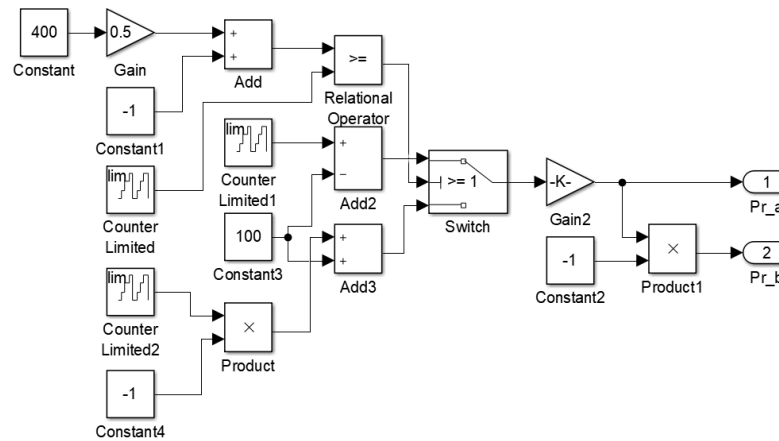 400
Constant
0.5
Gain
+
+
Add
-1
Constant1
>=
Relational
Operator
lim
Counter
Limited
lim
Counter
Limited1
+
−
Add2
100
Constant3
+
+
Add3
lim
Counter
Limited2
×
Product
-1
Constant4
>= 1
Switch
-K-
Gain2
-1
Constant2
×
Product1
1
Pr_a
2
Pr_b